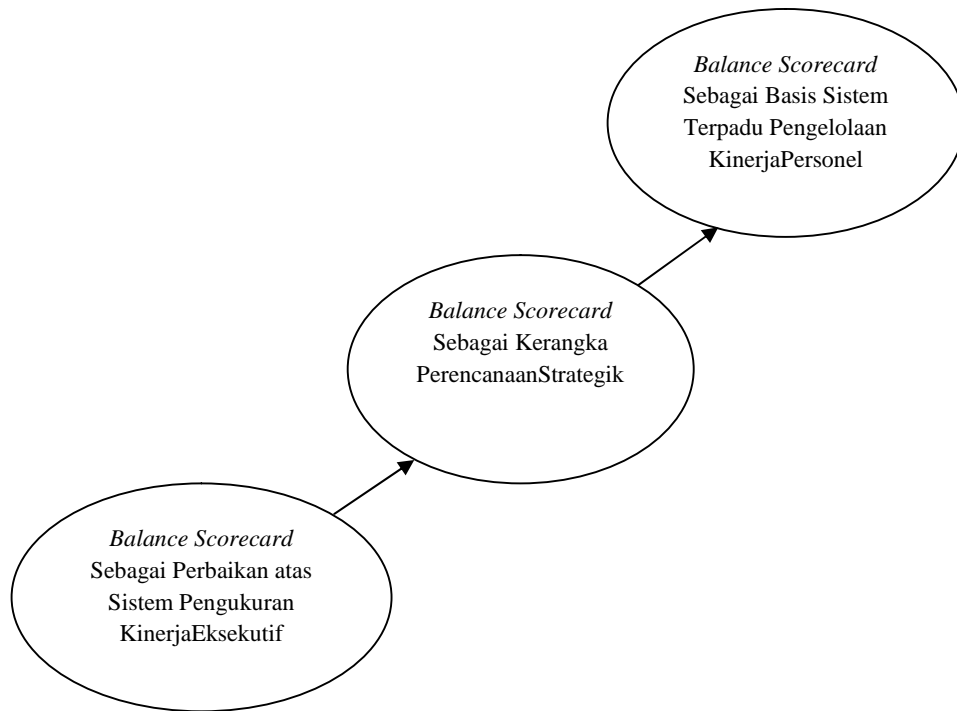 Balance Scorecard
Sebagai Basis Sistem
Terpadu Pengelolaan
KinerjaPersonel
Balance Scorecard
Sebagai Kerangka
PerencanaanStrategik
Balance Scorecard
Sebagai Perbaikan atas
Sistem Pengukuran
KinerjaEksekutif